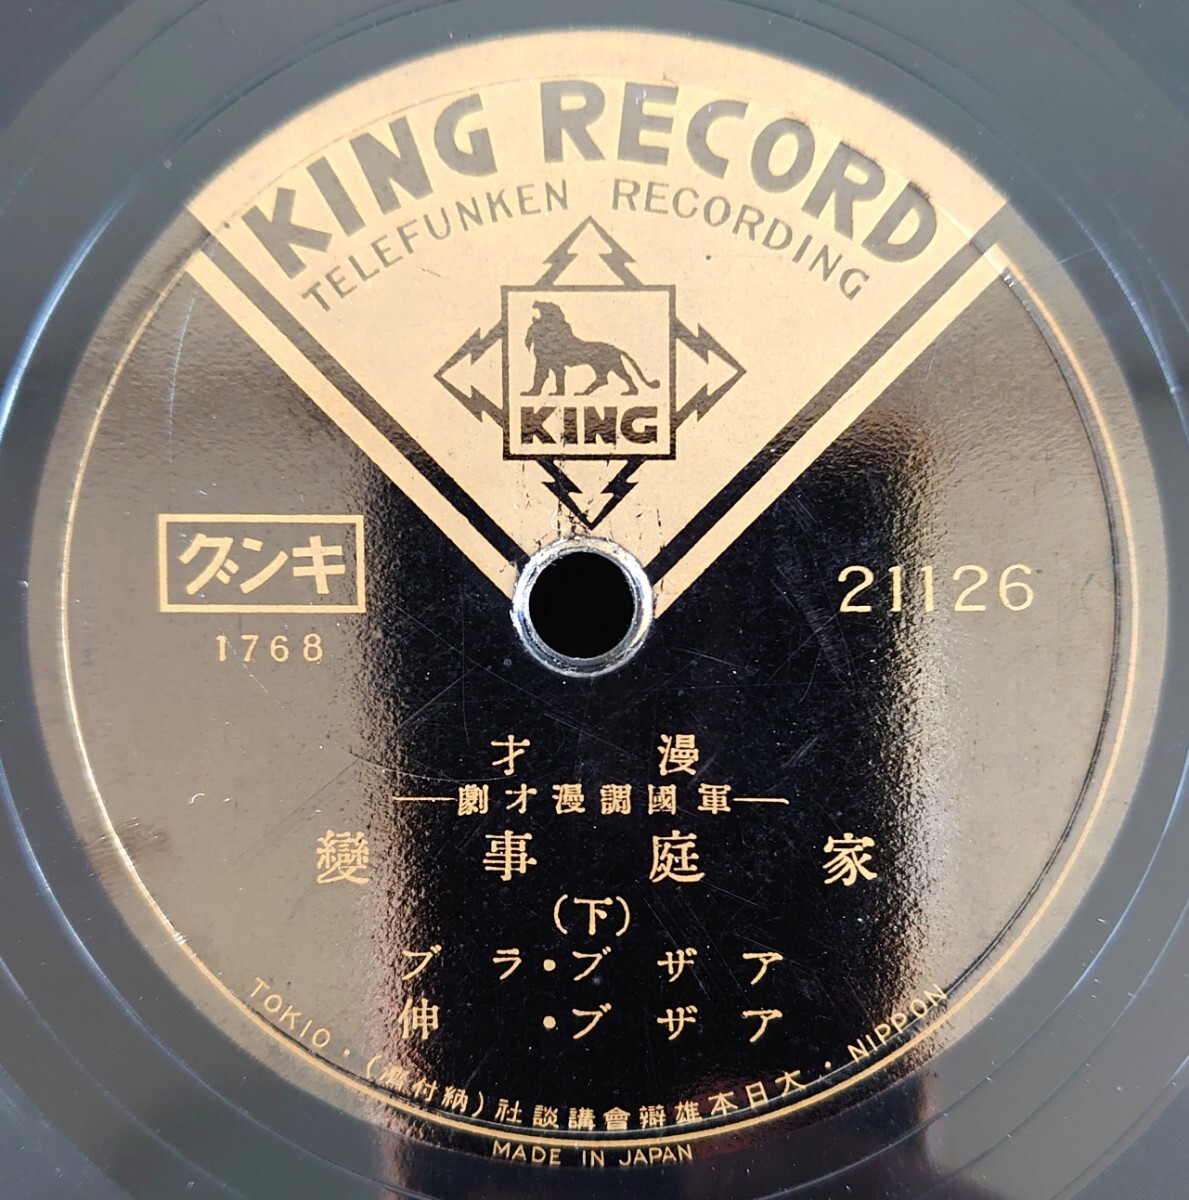 KING RECORD
TELEFUNKEN RECORDING
KING
キング
1768
21126
漫才
―軍國調漫才劇―
家庭事變
(下)
アザブ・ラブ
アザブ・伸
TOKIO・大日本雄辯會講談社(納付濟)・NIPPON
MADE IN JAPAN